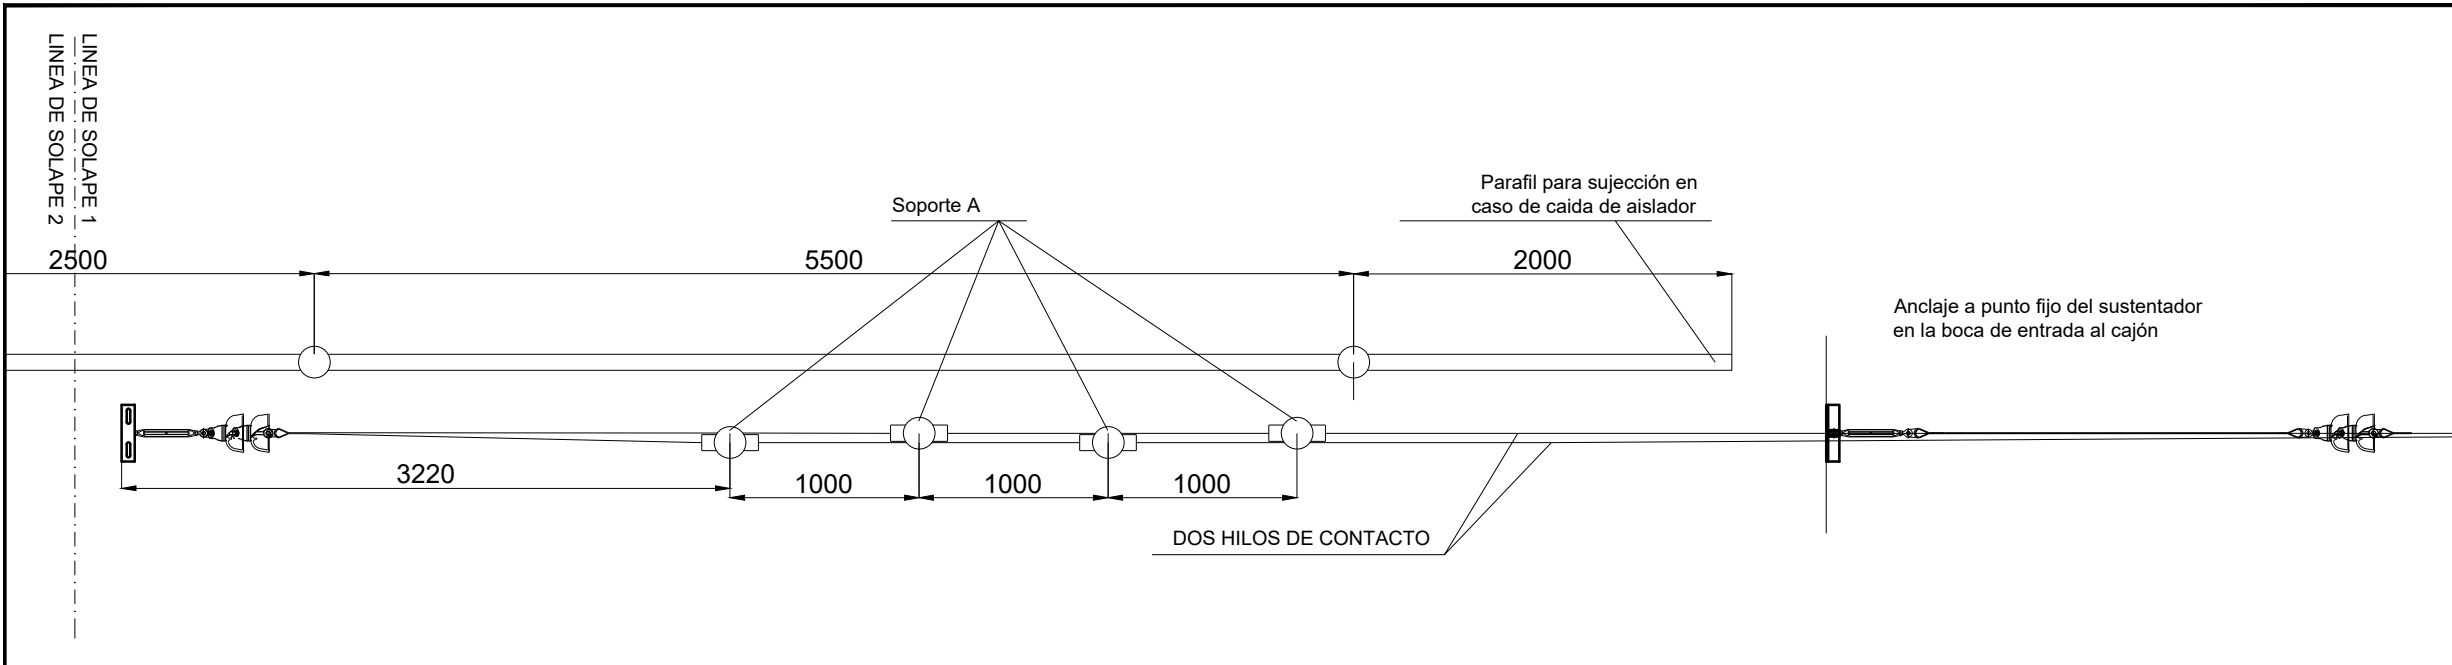 LINEA DE SOLAPE 1
LINEA DE SOLAPE 2
Soporte A
Parafil para sujección en
caso de caida de aislador
2500
5500
2000
Anclaje a punto fijo del sustentador
en la boca de entrada al cajón
3220
1000
1000
1000
DOS HILOS DE CONTACTO